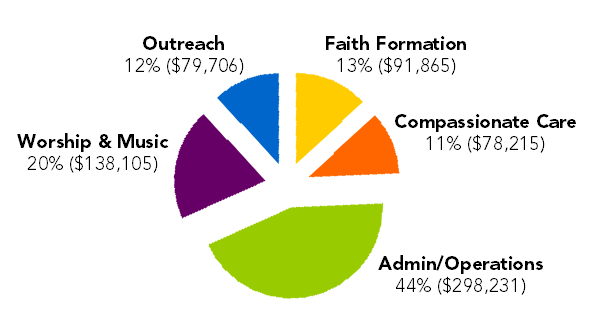 Outreach
12% ($79,706)
Faith Formation
13% ($91,865)
Compassionate Care
11% ($78,215)
Worship & Music
20% ($138,105)
Admin/Operations
44% ($298,231)